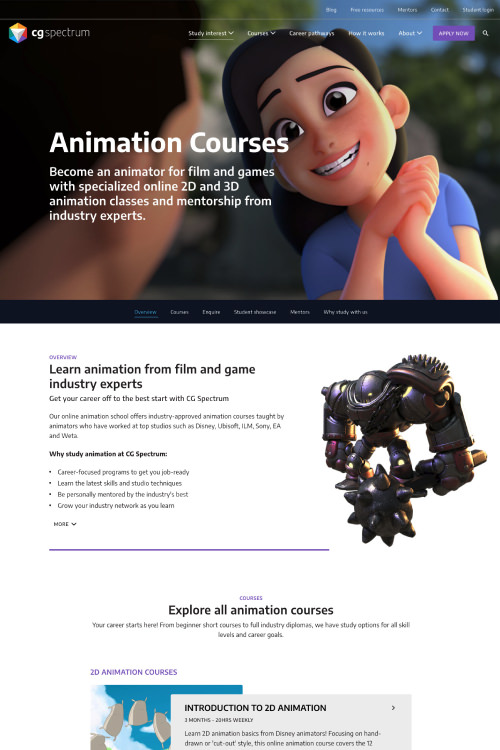 Blog Free resources Mentors Contact Student login
cgspectrum
Study interest Courses Career pathways How it works About APPLY NOW
Animation Courses
Become an animator for film and games
with specialized online 2D and 3D
animation classes and mentorship from
industry experts.
Overview Courses Enquire Student showcase Mentors Why study with us
OVERVIEW
Learn animation from film and game
industry experts
Get your career off to the best start with CG Spectrum
Our online animation school offers industry-approved animation courses taught by
animators who have worked at top studios such as Disney, Ubisoft, ILM, Sony, EA
and Weta.
Why study animation at CG Spectrum:
• Career-focused programs to get you job-ready
• Learn the latest skills and studio techniques
• Be personally mentored by the industry's best
• Grow your industry network as you learn
MORE
COURSES
Explore all animation courses
Your career starts here! From beginner short courses to full industry diplomas, we have study options for all skill
levels and career goals.
2D ANIMATION COURSES
INTRODUCTION TO 2D ANIMATION
3 MONTHS - 20HRS WEEKLY
Learn 2D animation basics from Disney animators! Focusing on hand-
drawn or 'cut-out' style, this online animation course covers the 12